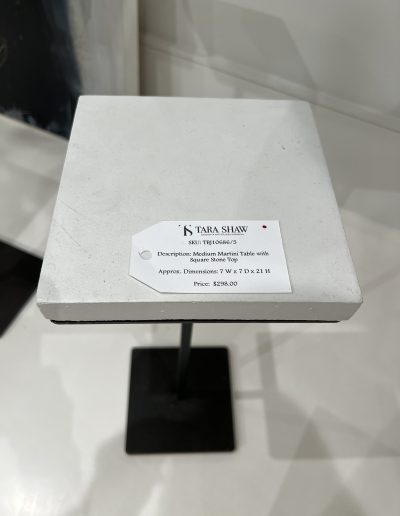 TS TARA SHAW
SKU: TRJ10686/5
Description: Medium Martini Table with
Square Stone Top
Approx. Dimensions: 7 W x 7 D x 21 H
Price: $298.00